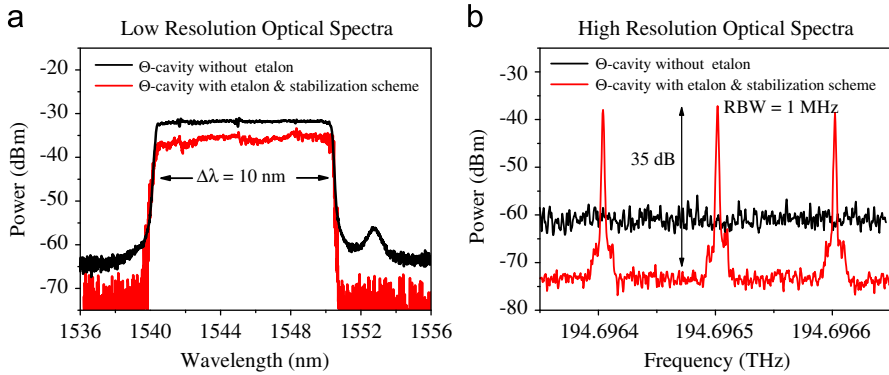 a
Low Resolution Optical Spectra
Θ-cavity without etalon
Θ-cavity with etalon & stabilization scheme
Δλ = 10 nm
Power (dBm)
-20
-30
-40
-50
-60
-70
1536 1540 1544 1548 1552 1556
Wavelength (nm)
b
High Resolution Optical Spectra
Θ-cavity without etalon
Θ-cavity with etalon & stabilization scheme
RBW = 1 MHz
35 dB
Power (dBm)
-30
-40
-50
-60
-70
-80
194.6964 194.6965 194.6966
Frequency (THz)